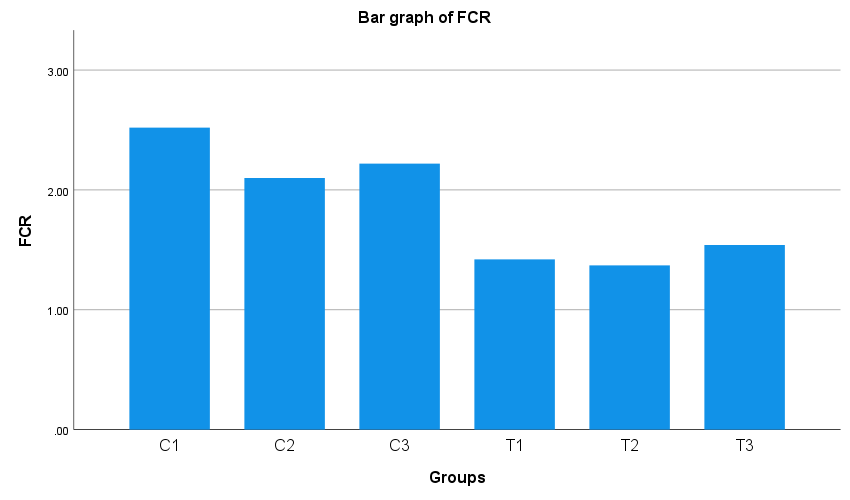 Bar graph of FCR
3.00
2.00
1.00
.00
FCR
C1 C2 C3 T1 T2 T3
Groups